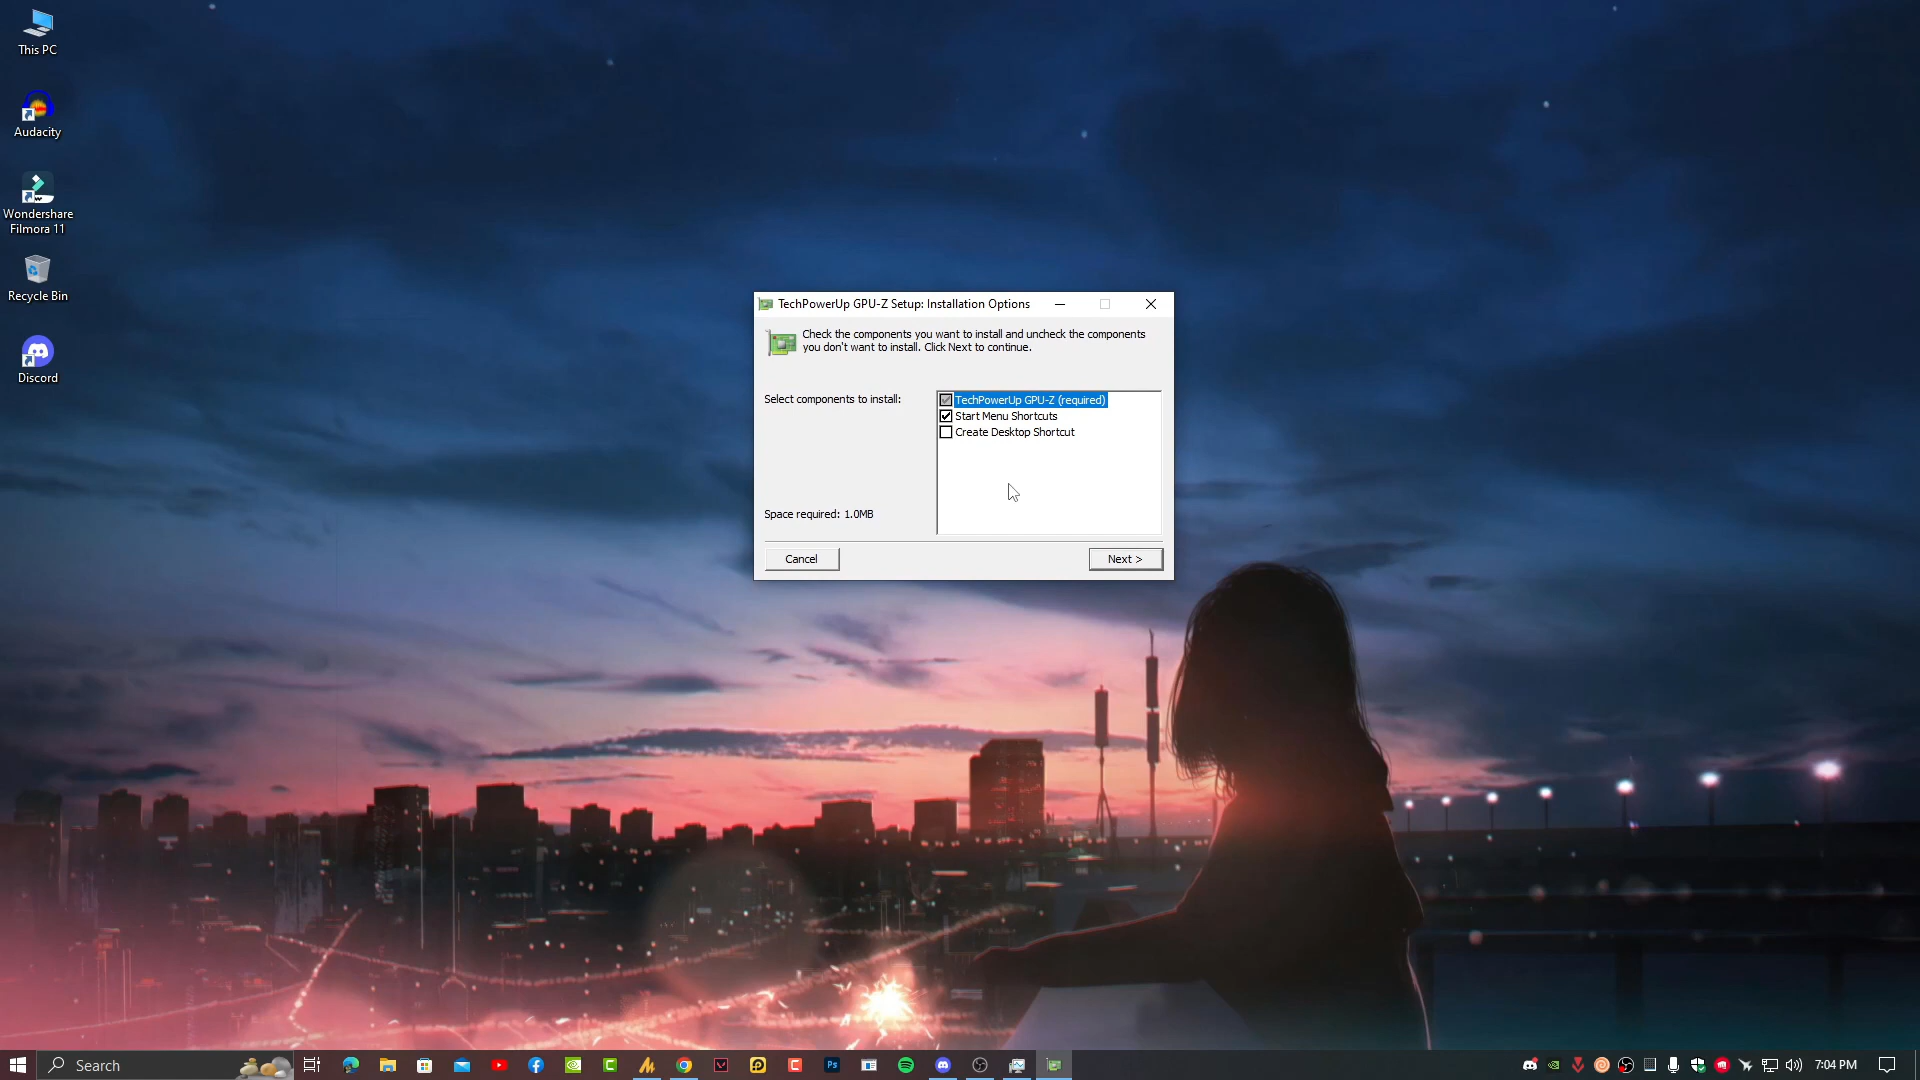 This PC
Audacity
Wondershare
Filmora 11
Recycle Bin
Discord
TechPowerUp GPU-Z Setup: Installation Options
Check the components you want to install and uncheck the components
you don't want to install. Click Next to continue.
Select components to install:
TechPowerUp GPU-Z (required)
Start Menu Shortcuts
Create Desktop Shortcut
Space required: 1.0MB
Cancel
Next >
Search
Ps
7:04 PM